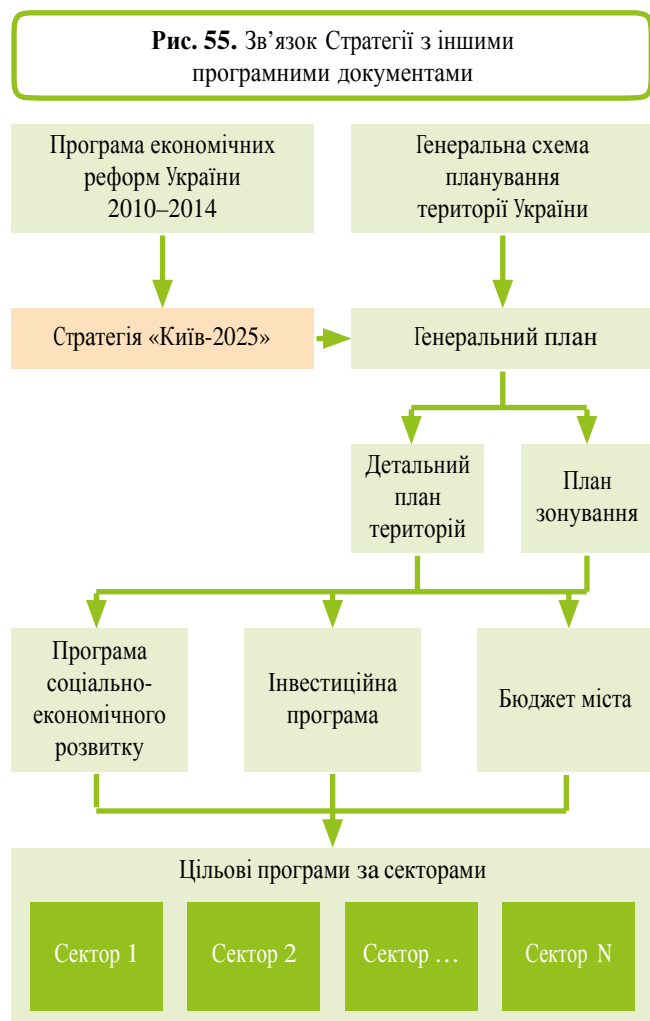 Рис. 55. Зв’язок Стратегії з іншими
програмними документами
Програма економічних
реформ України
2010–2014
Генеральна схема
планування
території України
Стратегія «Київ-2025»
Генеральний план
Детальний
план
територій
План
зонування
Програма
соціально-
економічного
розвитку
Інвестиційна
програма
Бюджет міста
Цільові програми за секторами
Сектор 1
Сектор 2
Сектор …
Сектор N